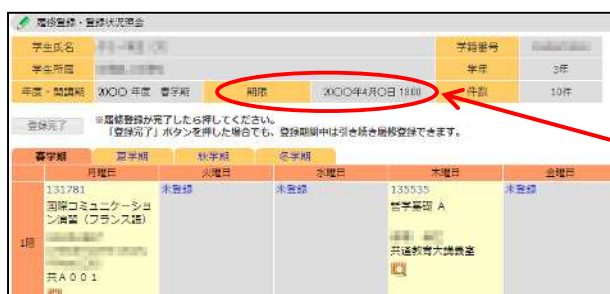 履修登録・登録状況照会
学生氏名
学籍番号
学生所属
学年
3年
年度・開講期
20〇〇 年度 春学期
期限
20〇〇年4月〇日 18:00
件数
10件
登録完了
※履修登録が完了したら押してください。
「登録完了」ボタンを押した場合でも、登録期間中は引き続き履修登録できます。
春学期
夏学期
秋学期
冬学期
月曜日
火曜日
水曜日
木曜日
金曜日
1限
131781
国際コミュニケーショ
ン演習（フランス語）
共A001
未登録
未登録
135535
哲学基礎 A
共通教育大講義室
未登録